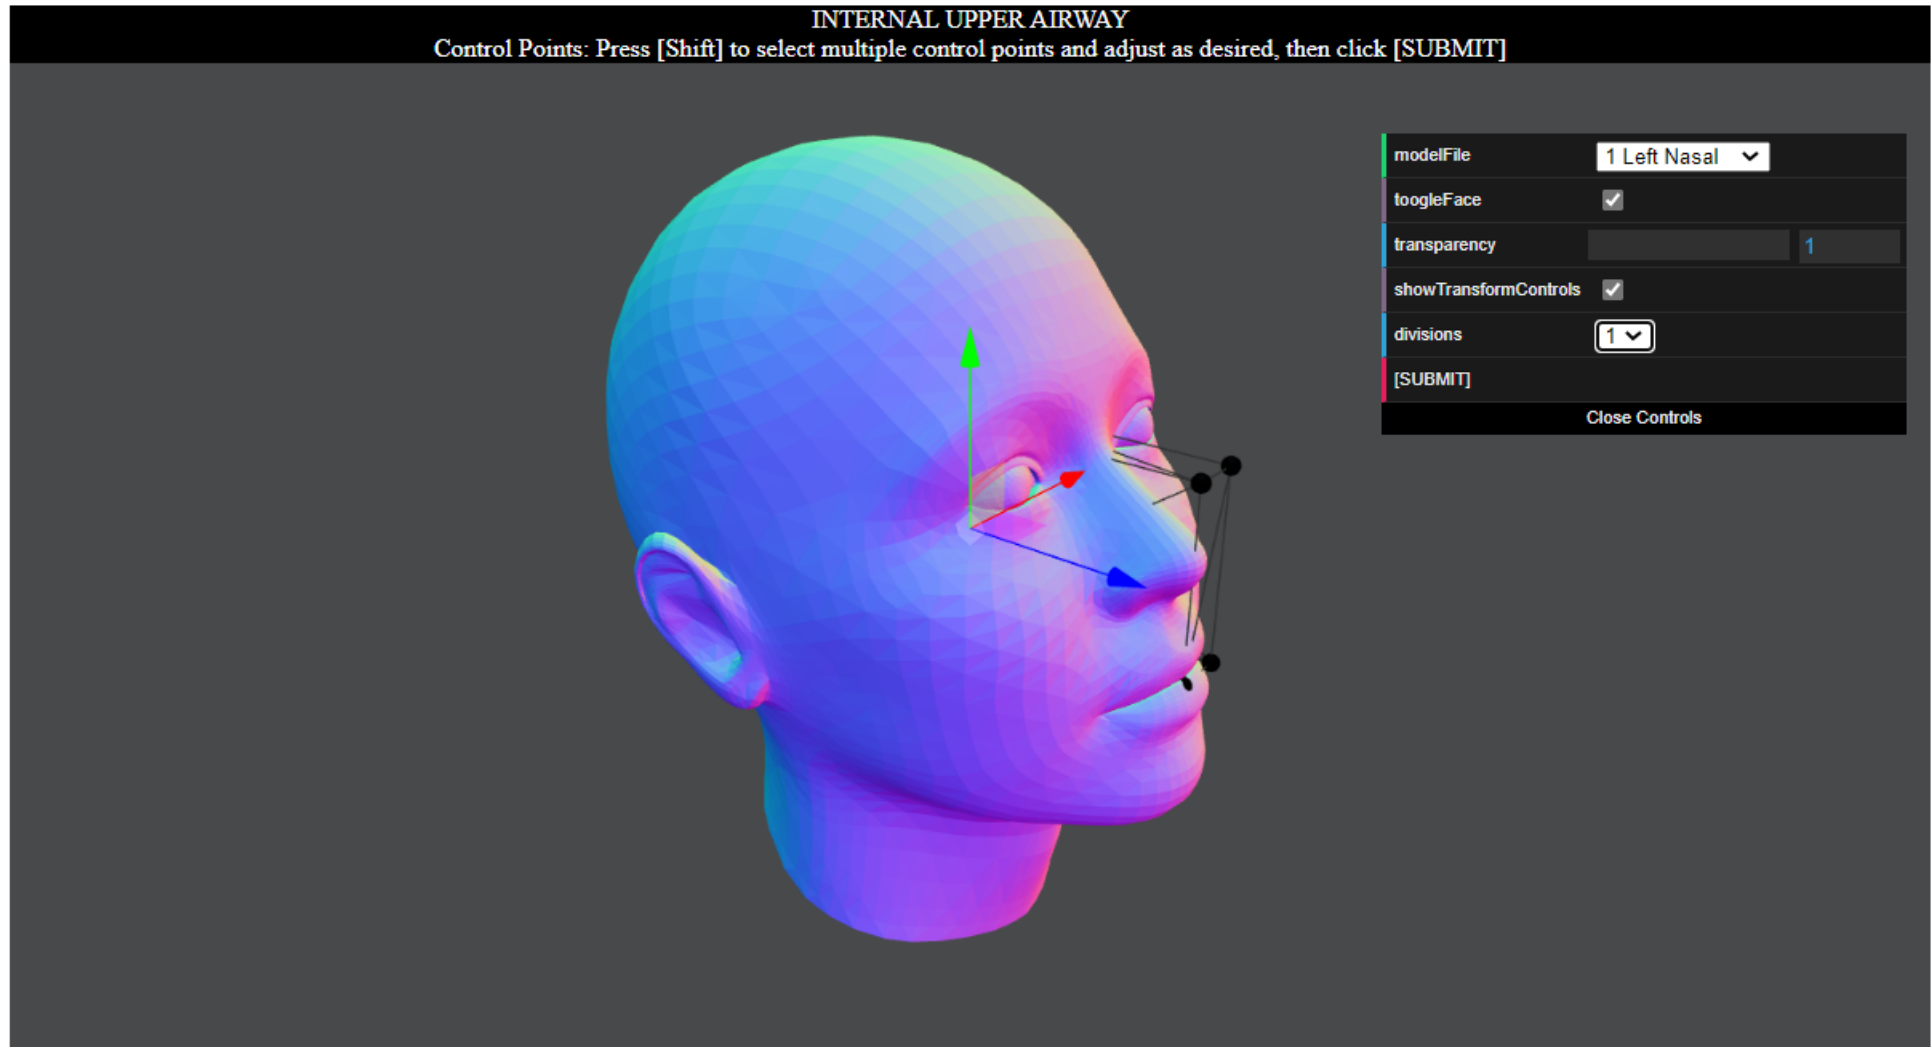 INTERNAL UPPER AIRWAY
Control Points: Press [Shift] to select multiple control points and adjust as desired, then click [SUBMIT]
modelFile 1 Left Nasal
toogleFace
transparency 1
showTransformControls
divisions 1
[SUBMIT]
Close Controls